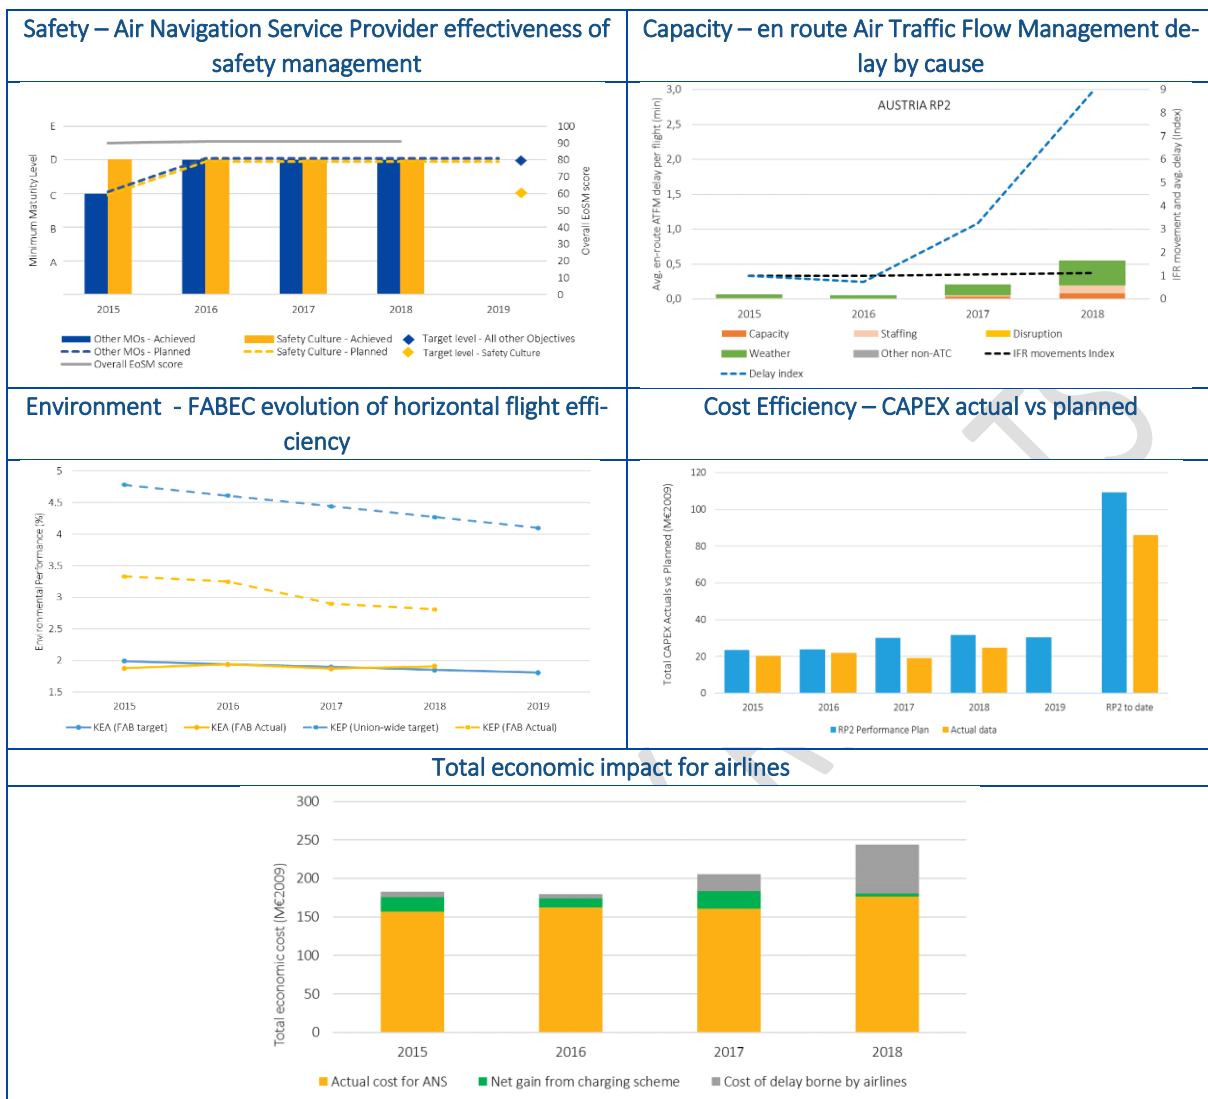 Safety – Air Navigation Service Provider effectiveness of
safety management
Capacity – en route Air Traffic Flow Management de-
lay by cause
E
D
C
B
A
Minimum Maturity Level
100
90
80
70
60
50
40
30
20
10
0
Overall EoSM score
2015 2016 2017 2018 2019
Other MOs - Achieved Safety Culture - Achieved Target level - All other Objectives
Other MOs - Planned Safety Culture - Planned Target level - Safety Culture
Overall EoSM score
AUSTRIA RP2
3,0
2,5
2,0
1,5
1,0
0,5
0,0
Avg. en-route ATFM delay per flight (min)
9
8
7
6
5
4
3
2
1
0
IFR movement and avg. delay (Index)
2015 2016 2017 2018
Capacity Staffing Disruption
Weather Other non-ATC IFR movements Index
Delay index
Environment - FABEC evolution of horizontal flight effi-
ciency
Cost Efficiency – CAPEX actual vs planned
5
4.5
4
3.5
3
2.5
2
1.5
Environmental Performance (%)
2015 2016 2017 2018 2019
KEA (FAB target) KEA (FAB Actual) KEP (Union-wide target) KEP (FAB Actual)
120
100
80
60
40
20
0
Total CAPEX Actuals vs Planned (M€2009)
2015 2016 2017 2018 2019 RP2 to date
RP2 Performance Plan Actual data
Total economic impact for airlines
300
250
200
150
100
50
0
Total economic cost (M€2009)
2015 2016 2017 2018
Actual cost for ANS Net gain from charging scheme Cost of delay borne by airlines